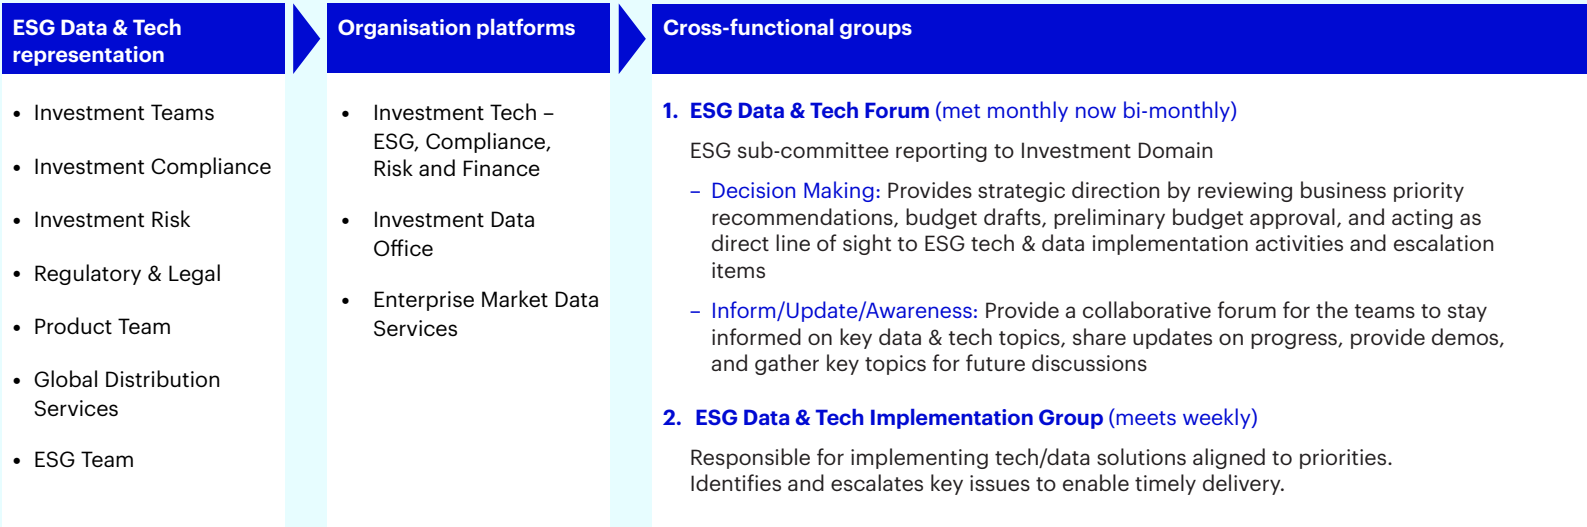 ESG Data & Tech
representation
• Investment Teams
• Investment Compliance
• Investment Risk
• Regulatory & Legal
• Product Team
• Global Distribution
Services
• ESG Team
Organisation platforms
• Investment Tech –
ESG, Compliance,
Risk and Finance
• Investment Data
Office
• Enterprise Market Data
Services
Cross-functional groups
1. ESG Data & Tech Forum (met monthly now bi-monthly)
ESG sub-committee reporting to Investment Domain
– Decision Making: Provides strategic direction by reviewing business priority
recommendations, budget drafts, preliminary budget approval, and acting as
direct line of sight to ESG tech & data implementation activities and escalation
items
– Inform/Update/Awareness: Provide a collaborative forum for the teams to stay
informed on key data & tech topics, share updates on progress, provide demos,
and gather key topics for future discussions
2. ESG Data & Tech Implementation Group (meets weekly)
Responsible for implementing tech/data solutions aligned to priorities.
Identifies and escalates key issues to enable timely delivery.